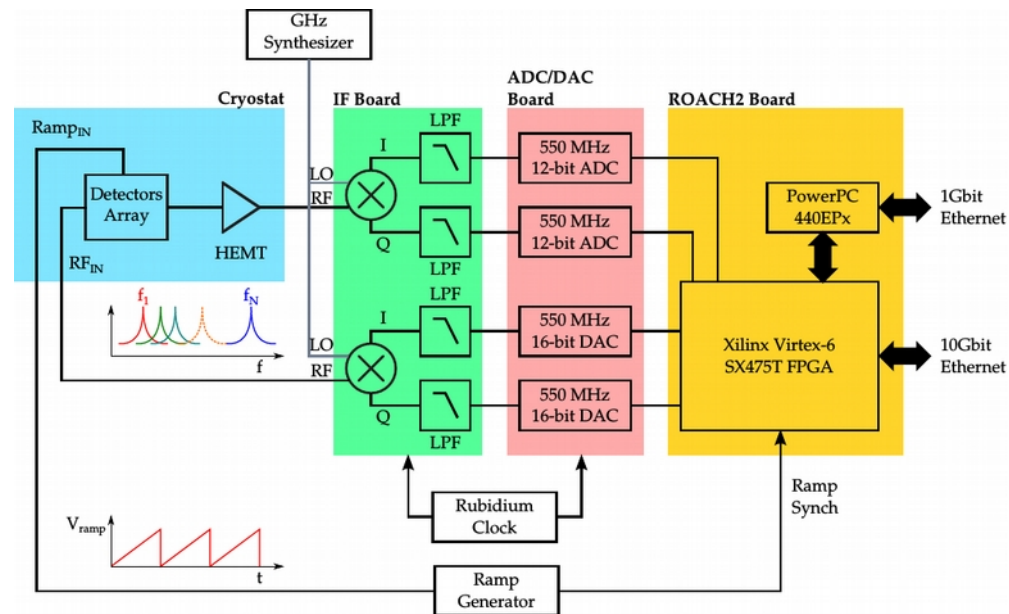 GHz
Synthesizer
Cryostat
IF Board
ADC/DAC
Board
ROACH2 Board
Ramp_IN
Detectors
Array
HEMT
RF_IN
LO
RF
I
Q
LPF
LPF
550 MHz
12-bit ADC
550 MHz
12-bit ADC
PowerPC
440EPx
1Gbit
Ethernet
f_1
f_N
f
LO
RF
I
Q
LPF
LPF
550 MHz
16-bit DAC
550 MHz
16-bit DAC
Xilinx Virtex-6
SX475T FPGA
10Gbit
Ethernet
Rubidium
Clock
Ramp
Synch
V_ramp
t
Ramp
Generator